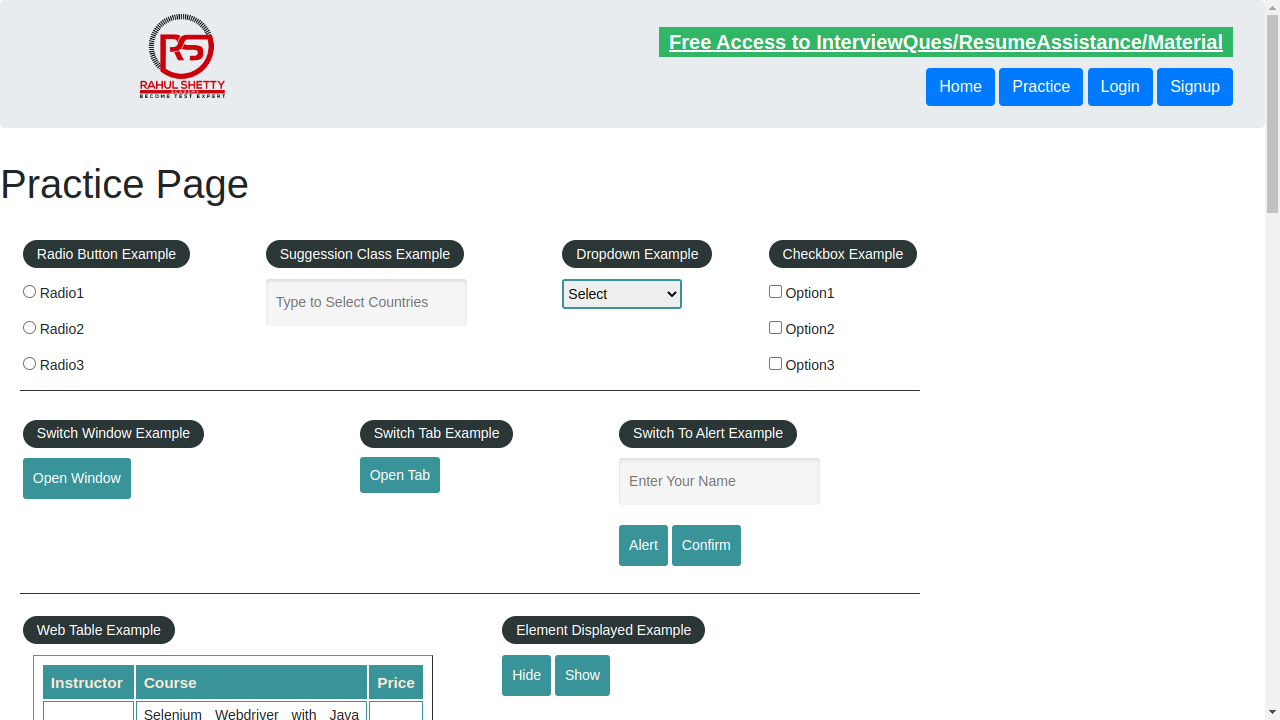 RAHUL SHETTY
ACADEMY
BECOME TEST EXPERT
Free Access to InterviewQues/ResumeAssistance/Material
Home Practice Login Signup
Practice Page
Radio Button Example
Radio1
Radio2
Radio3
Suggession Class Example
Type to Select Countries
Dropdown Example
Select
Checkbox Example
Option1
Option2
Option3
Switch Window Example
Open Window
Switch Tab Example
Open Tab
Switch To Alert Example
Enter Your Name
Alert Confirm
Web Table Example
Instructor Course Price
Selenium Webdriver with Java
Element Displayed Example
Hide Show